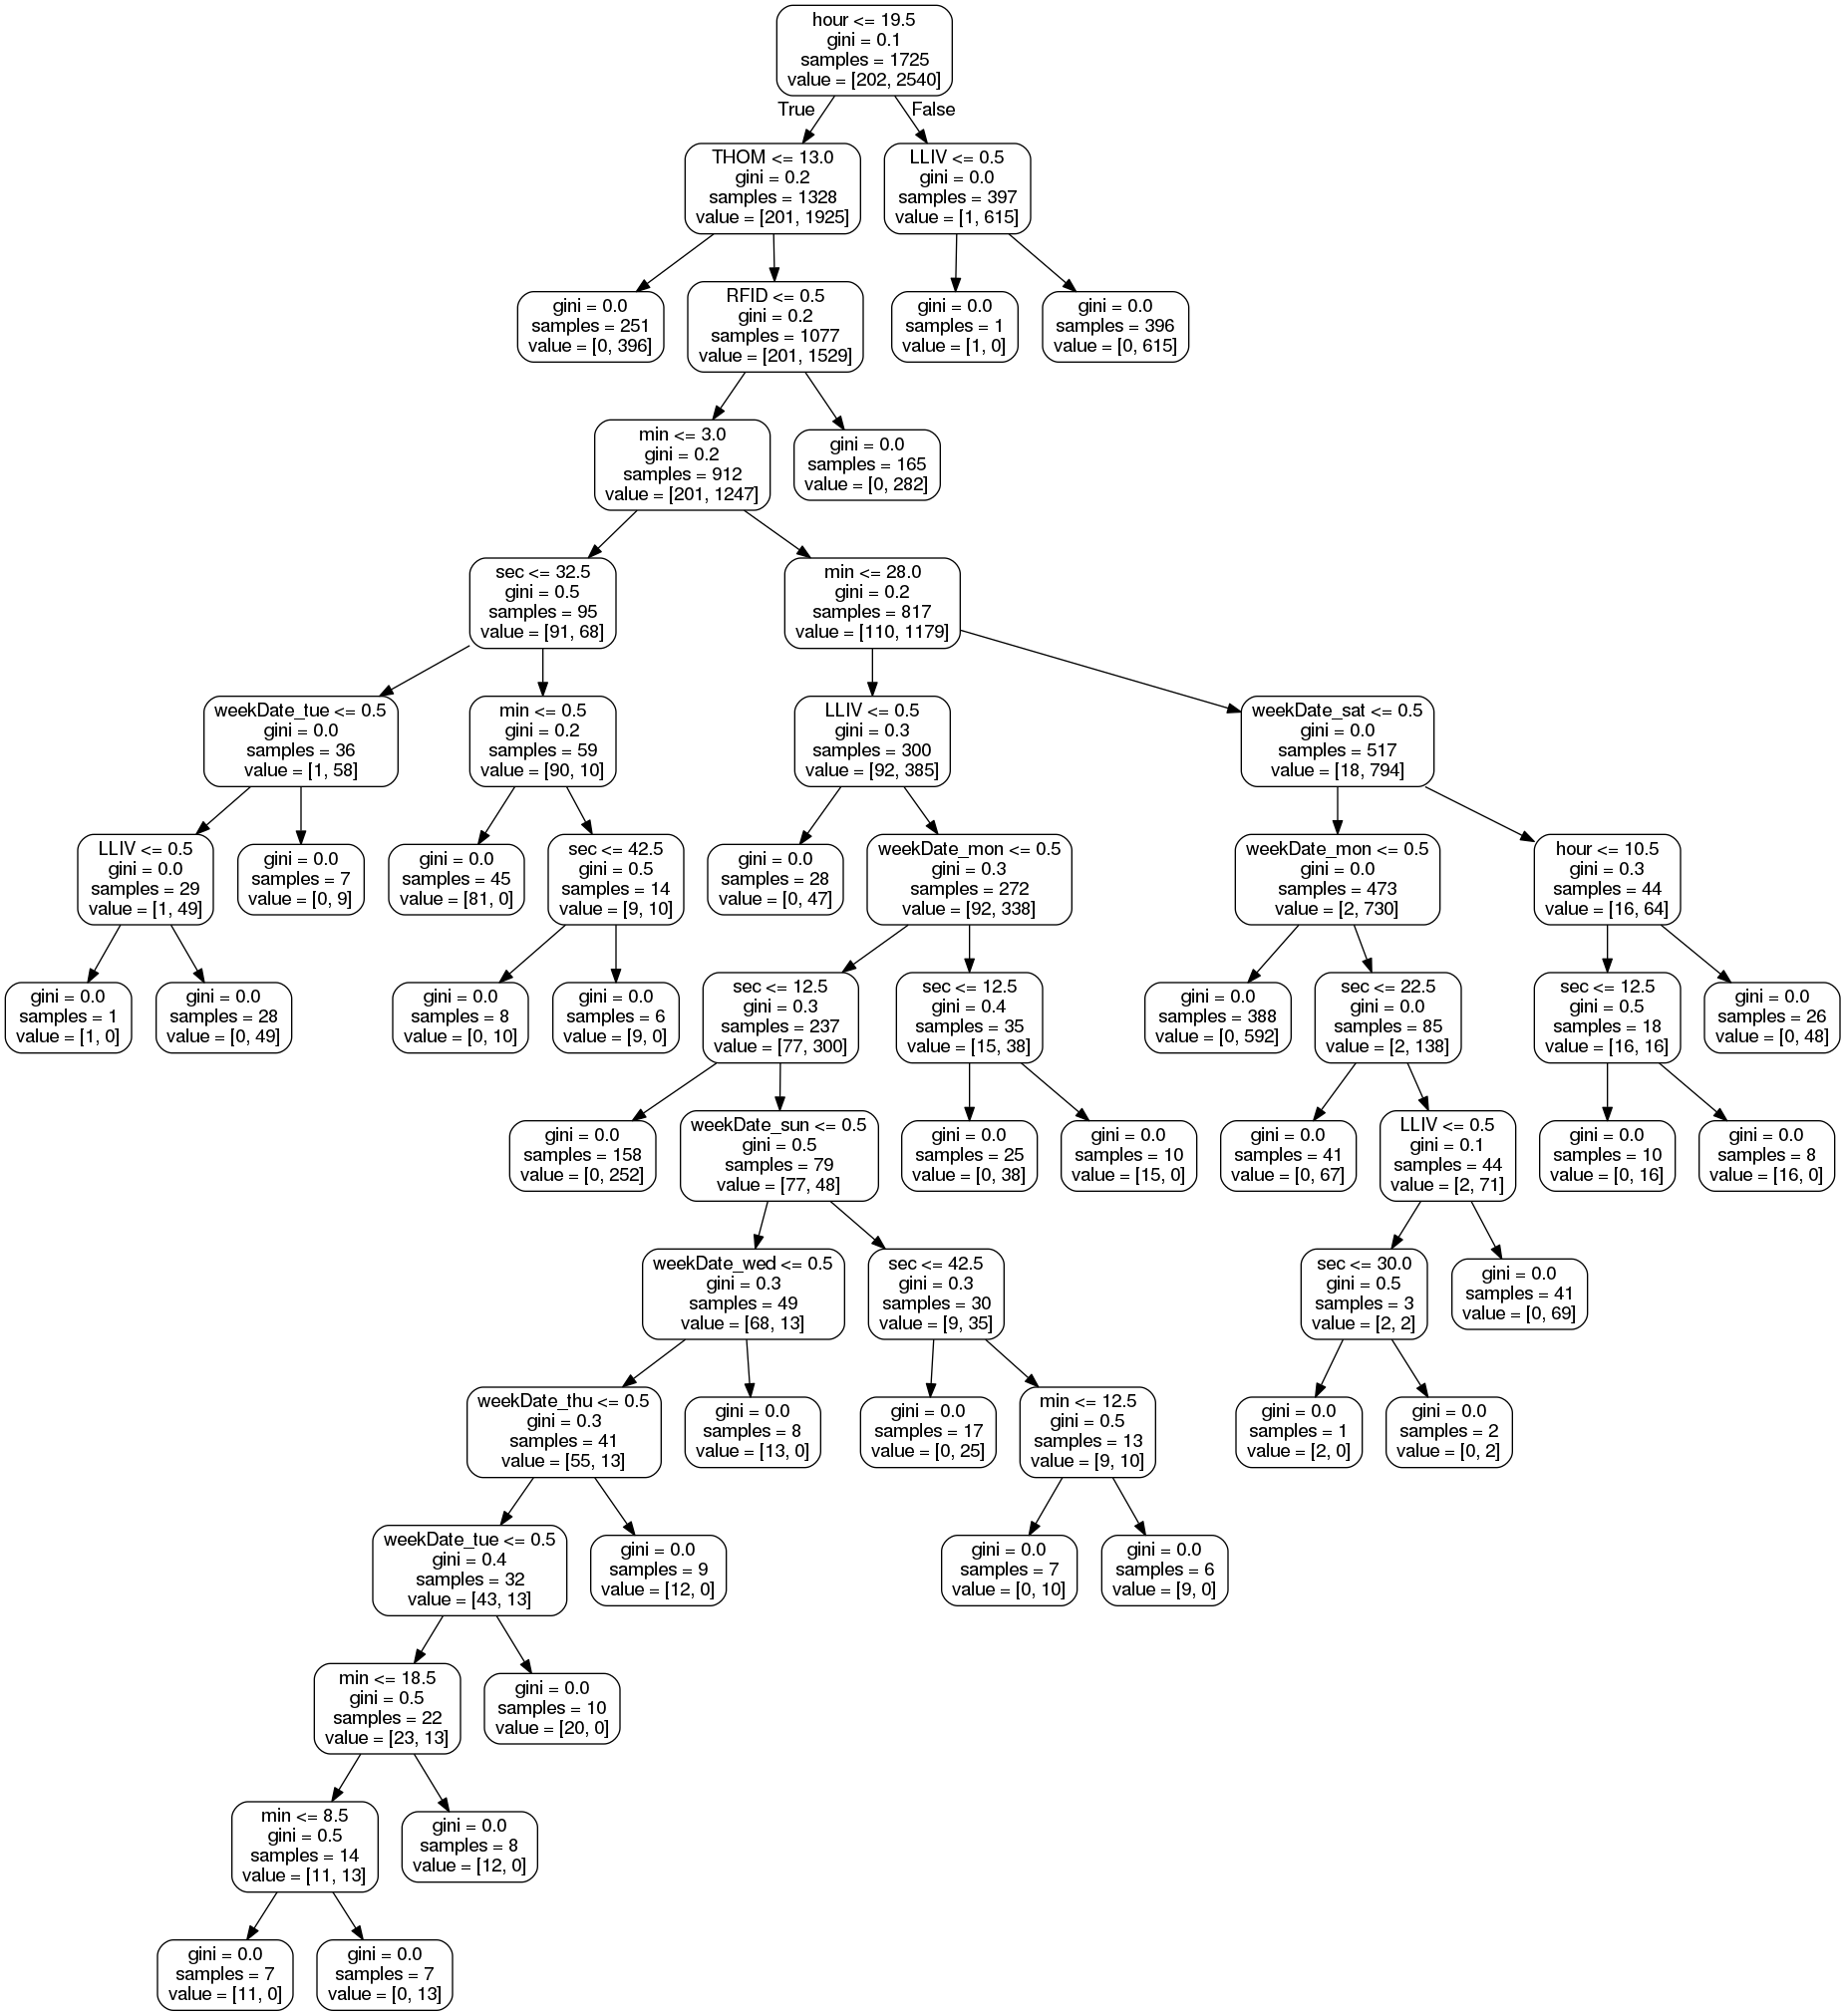 hour <= 19.5
gini = 0.1
samples = 1725
value = [202, 2540]
True
False
THOM <= 13.0
gini = 0.2
samples = 1328
value = [201, 1925]
LLIV <= 0.5
gini = 0.0
samples = 397
value = [1, 615]
gini = 0.0
samples = 251
value = [0, 396]
RFID <= 0.5
gini = 0.2
samples = 1077
value = [201, 1529]
gini = 0.0
samples = 1
value = [1, 0]
gini = 0.0
samples = 396
value = [0, 615]
min <= 3.0
gini = 0.2
samples = 912
value = [201, 1247]
gini = 0.0
samples = 165
value = [0, 282]
sec <= 32.5
gini = 0.5
samples = 95
value = [91, 68]
min <= 28.0
gini = 0.2
samples = 817
value = [110, 1179]
weekDate_tue <= 0.5
gini = 0.0
samples = 36
value = [1, 58]
min <= 0.5
gini = 0.2
samples = 59
value = [90, 10]
LLIV <= 0.5
gini = 0.3
samples = 300
value = [92, 385]
weekDate_sat <= 0.5
gini = 0.0
samples = 517
value = [18, 794]
LLIV <= 0.5
gini = 0.0
samples = 29
value = [1, 49]
gini = 0.0
samples = 7
value = [0, 9]
gini = 0.0
samples = 45
value = [81, 0]
sec <= 42.5
gini = 0.5
samples = 14
value = [9, 10]
gini = 0.0
samples = 28
value = [0, 47]
weekDate_mon <= 0.5
gini = 0.3
samples = 272
value = [92, 338]
weekDate_mon <= 0.5
gini = 0.0
samples = 473
value = [2, 730]
hour <= 10.5
gini = 0.3
samples = 44
value = [16, 64]
gini = 0.0
samples = 1
value = [1, 0]
gini = 0.0
samples = 28
value = [0, 49]
gini = 0.0
samples = 8
value = [0, 10]
gini = 0.0
samples = 6
value = [9, 0]
sec <= 12.5
gini = 0.3
samples = 237
value = [77, 300]
sec <= 12.5
gini = 0.4
samples = 35
value = [15, 38]
gini = 0.0
samples = 388
value = [0, 592]
sec <= 22.5
gini = 0.0
samples = 85
value = [2, 138]
sec <= 12.5
gini = 0.5
samples = 18
value = [16, 16]
gini = 0.0
samples = 26
value = [0, 48]
gini = 0.0
samples = 158
value = [0, 252]
weekDate_sun <= 0.5
gini = 0.5
samples = 79
value = [77, 48]
gini = 0.0
samples = 25
value = [0, 38]
gini = 0.0
samples = 10
value = [15, 0]
gini = 0.0
samples = 41
value = [0, 67]
LLIV <= 0.5
gini = 0.1
samples = 44
value = [2, 71]
gini = 0.0
samples = 10
value = [0, 16]
gini = 0.0
samples = 8
value = [16, 0]
weekDate_wed <= 0.5
gini = 0.3
samples = 49
value = [68, 13]
sec <= 42.5
gini = 0.3
samples = 30
value = [9, 35]
sec <= 30.0
gini = 0.5
samples = 3
value = [2, 2]
gini = 0.0
samples = 41
value = [0, 69]
weekDate_thu <= 0.5
gini = 0.3
samples = 41
value = [55, 13]
gini = 0.0
samples = 8
value = [13, 0]
gini = 0.0
samples = 17
value = [0, 25]
min <= 12.5
gini = 0.5
samples = 13
value = [9, 10]
gini = 0.0
samples = 1
value = [2, 0]
gini = 0.0
samples = 2
value = [0, 2]
weekDate_tue <= 0.5
gini = 0.4
samples = 32
value = [43, 13]
gini = 0.0
samples = 9
value = [12, 0]
gini = 0.0
samples = 7
value = [0, 10]
gini = 0.0
samples = 6
value = [9, 0]
min <= 18.5
gini = 0.5
samples = 22
value = [23, 13]
gini = 0.0
samples = 10
value = [20, 0]
min <= 8.5
gini = 0.5
samples = 14
value = [11, 13]
gini = 0.0
samples = 8
value = [12, 0]
gini = 0.0
samples = 7
value = [11, 0]
gini = 0.0
samples = 7
value = [0, 13]